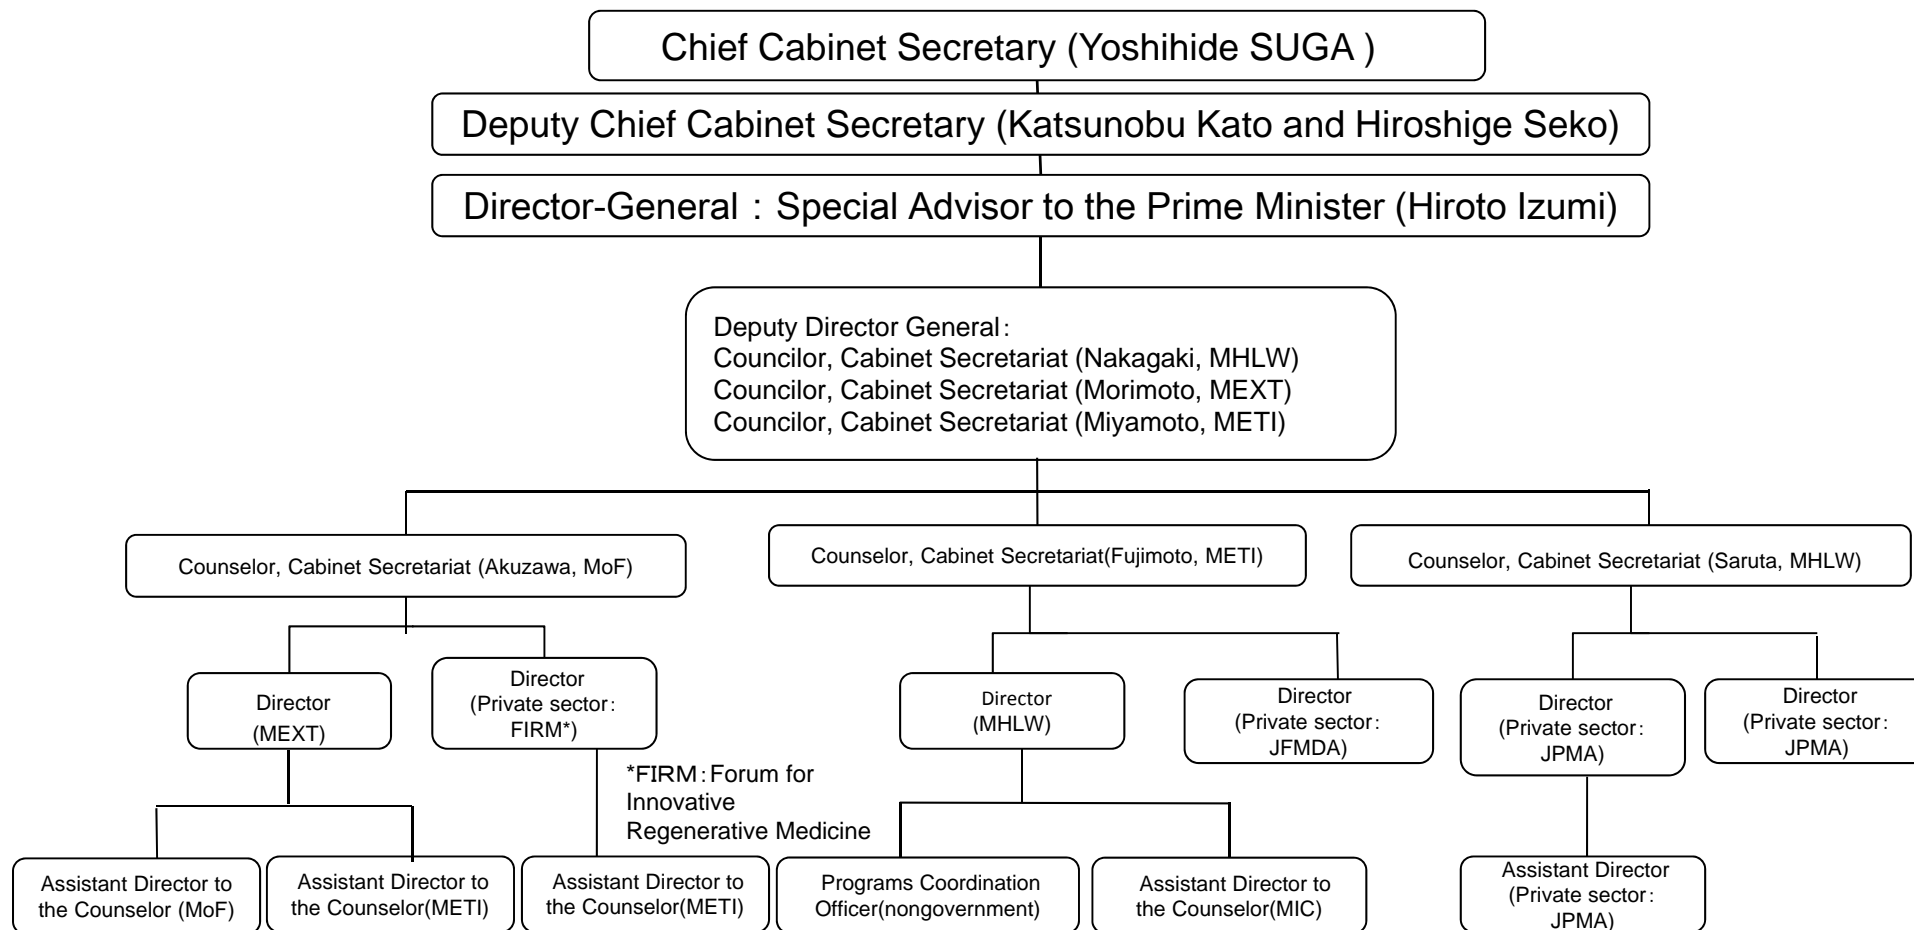 Chief Cabinet Secretary (Yoshihide SUGA )
Deputy Chief Cabinet Secretary (Katsunobu Kato and Hiroshige Seko)
Director-General：Special Advisor to the Prime Minister (Hiroto Izumi)
Deputy Director General：
Councilor, Cabinet Secretariat (Nakagaki, MHLW)
Councilor, Cabinet Secretariat (Morimoto, MEXT)
Councilor, Cabinet Secretariat (Miyamoto, METI)
Counselor, Cabinet Secretariat (Akuzawa, MoF)
Counselor, Cabinet Secretariat(Fujimoto, METI)
Counselor, Cabinet Secretariat (Saruta, MHLW)
Director
(MEXT)
Director
(Private sector：
FIRM*)
Director
(MHLW)
Director
(Private sector：
JFMDA)
Director
(Private sector：
JPMA)
Director
(Private sector：
JPMA)
*FIRM：Forum for
Innovative
Regenerative Medicine
Assistant Director to
the Counselor (MoF)
Assistant Director to
the Counselor(METI)
Assistant Director to
the Counselor(METI)
Programs Coordination
Officer(nongovernment)
Assistant Director to
the Counselor(MIC)
Assistant Director
(Private sector：
JPMA)